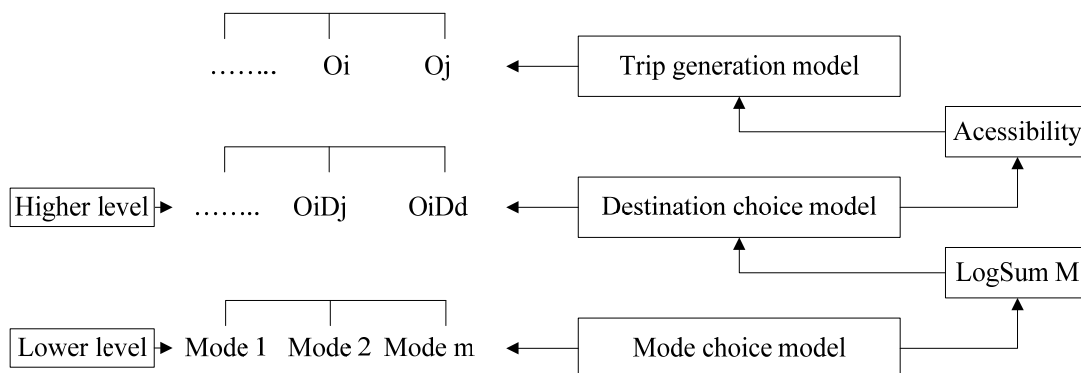 …….. Oi Oj Trip generation model
Acessibility
Higher level …….. OiDj OiDd Destination choice model
LogSum M
Lower level Mode 1 Mode 2 Mode m Mode choice model